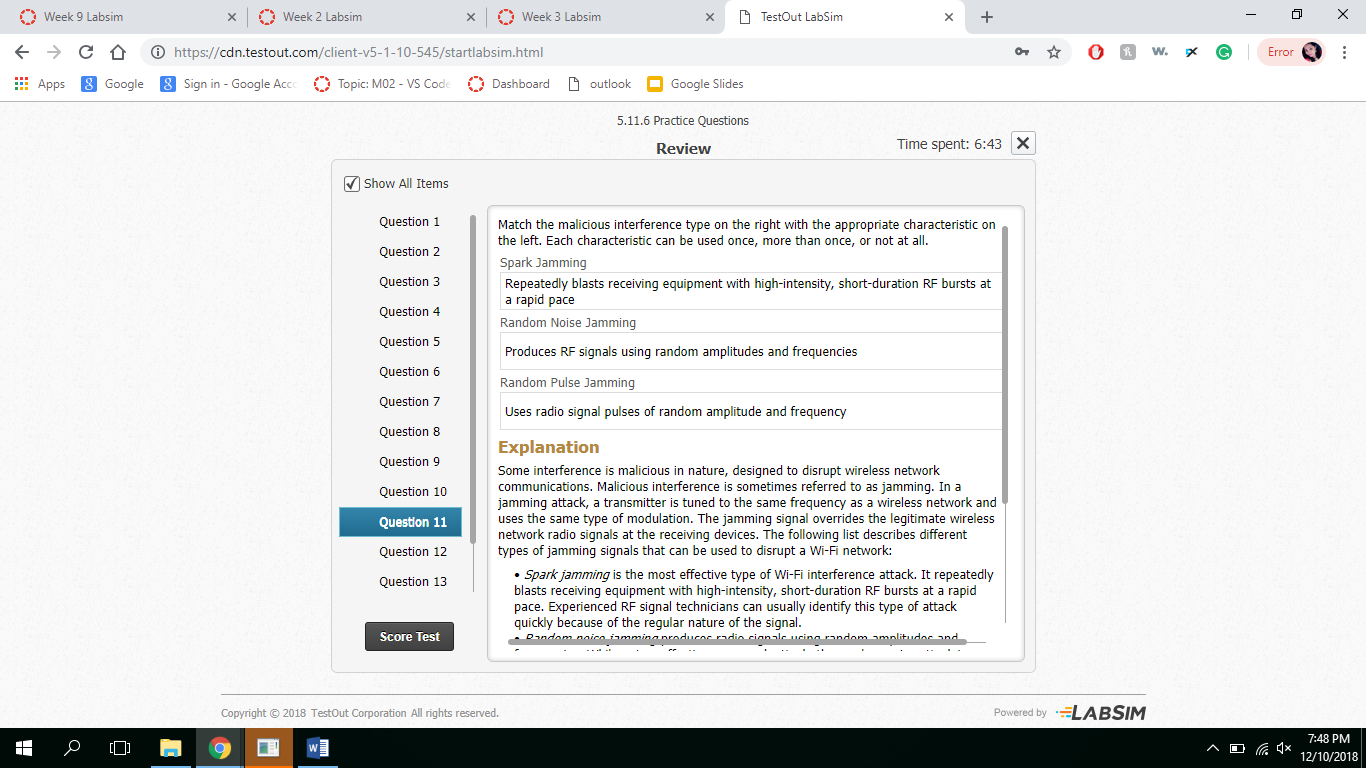 Week 9 Labsim
Week 2 Labsim
Week 3 Labsim
TestOut LabSim
https://cdn.testout.com/client-v5-1-10-545/startlabsim.html
Error
Apps
Google
Sign in - Google Acco
Topic: M02 - VS Code
Dashboard
outlook
Google Slides
5.11.6 Practice Questions
Review
Time spent: 6:43
Show All Items
Question 1
Question 2
Question 3
Question 4
Question 5
Question 6
Question 7
Question 8
Question 9
Question 10
Question 11
Question 12
Question 13
Score Test
Match the malicious interference type on the right with the appropriate characteristic on
the left. Each characteristic can be used once, more than once, or not at all.
Spark Jamming
Repeatedly blasts receiving equipment with high-intensity, short-duration RF bursts at
a rapid pace
Random Noise Jamming
Produces RF signals using random amplitudes and frequencies
Random Pulse Jamming
Uses radio signal pulses of random amplitude and frequency
Explanation
Some interference is malicious in nature, designed to disrupt wireless network
communications. Malicious interference is sometimes referred to as jamming. In a
jamming attack, a transmitter is tuned to the same frequency as a wireless network and
uses the same type of modulation. The jamming signal overrides the legitimate wireless
network radio signals at the receiving devices. The following list describes different
types of jamming signals that can be used to disrupt a Wi-Fi network:
• Spark jamming is the most effective type of Wi-Fi interference attack. It repeatedly
blasts receiving equipment with high-intensity, short-duration RF bursts at a rapid
pace. Experienced RF signal technicians can usually identify this type of attack
quickly because of the regular nature of the signal.
• Random noise jamming produces radio signals using random amplitudes and
Copyright © 2018 TestOut Corporation All rights reserved.
Powered by LABSIM
7:48 PM
12/10/2018